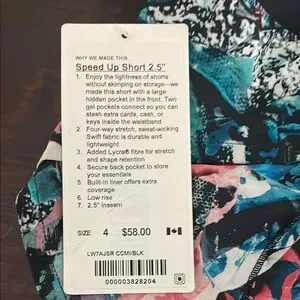 WHY WE MADE THIS
Speed Up Short 2.5"
1. Enjoy the lightness of shorts
without skimping on storage—we
made this short with a large
hidden pocket in the front. Two
gel pockets connect so you can
stash extra cards, cash, or
keys inside the waistband
2. Four-way stretch, sweat-wicking
Swift fabric is durable and
lightweight
3. Added Lycra® fibre for stretch
and shape retention
4. Secure back pocket to store
your essentials
5. Built-in liner offers extra
coverage
6. Low rise
7. 2.5" inseam
SIZE 4 $58.00
LW7AJSR CCMI/BLK
000003828204